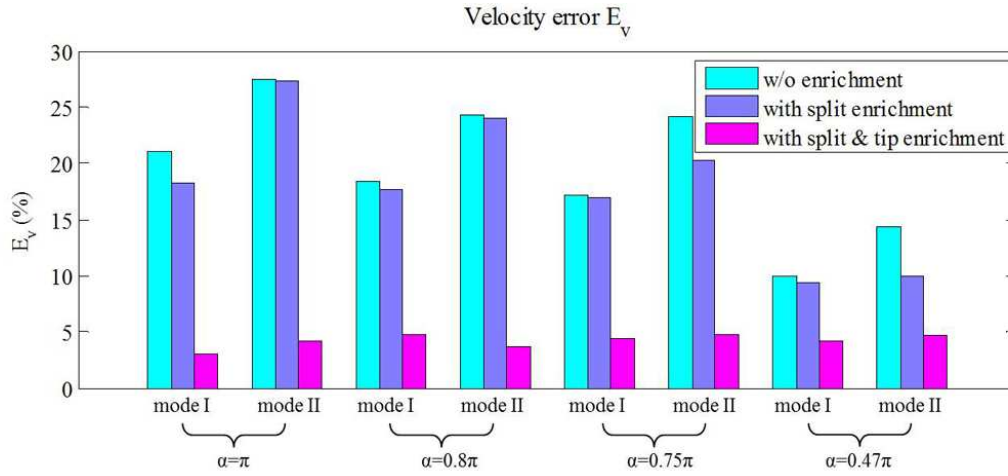 Velocity error E_v
30
25
20
15
10
5
0
E_v (%)
w/o enrichment
with split enrichment
with split & tip enrichment
mode I mode II mode I mode II mode I mode II mode I mode II
α=π α=0.8π α=0.75π α=0.47π